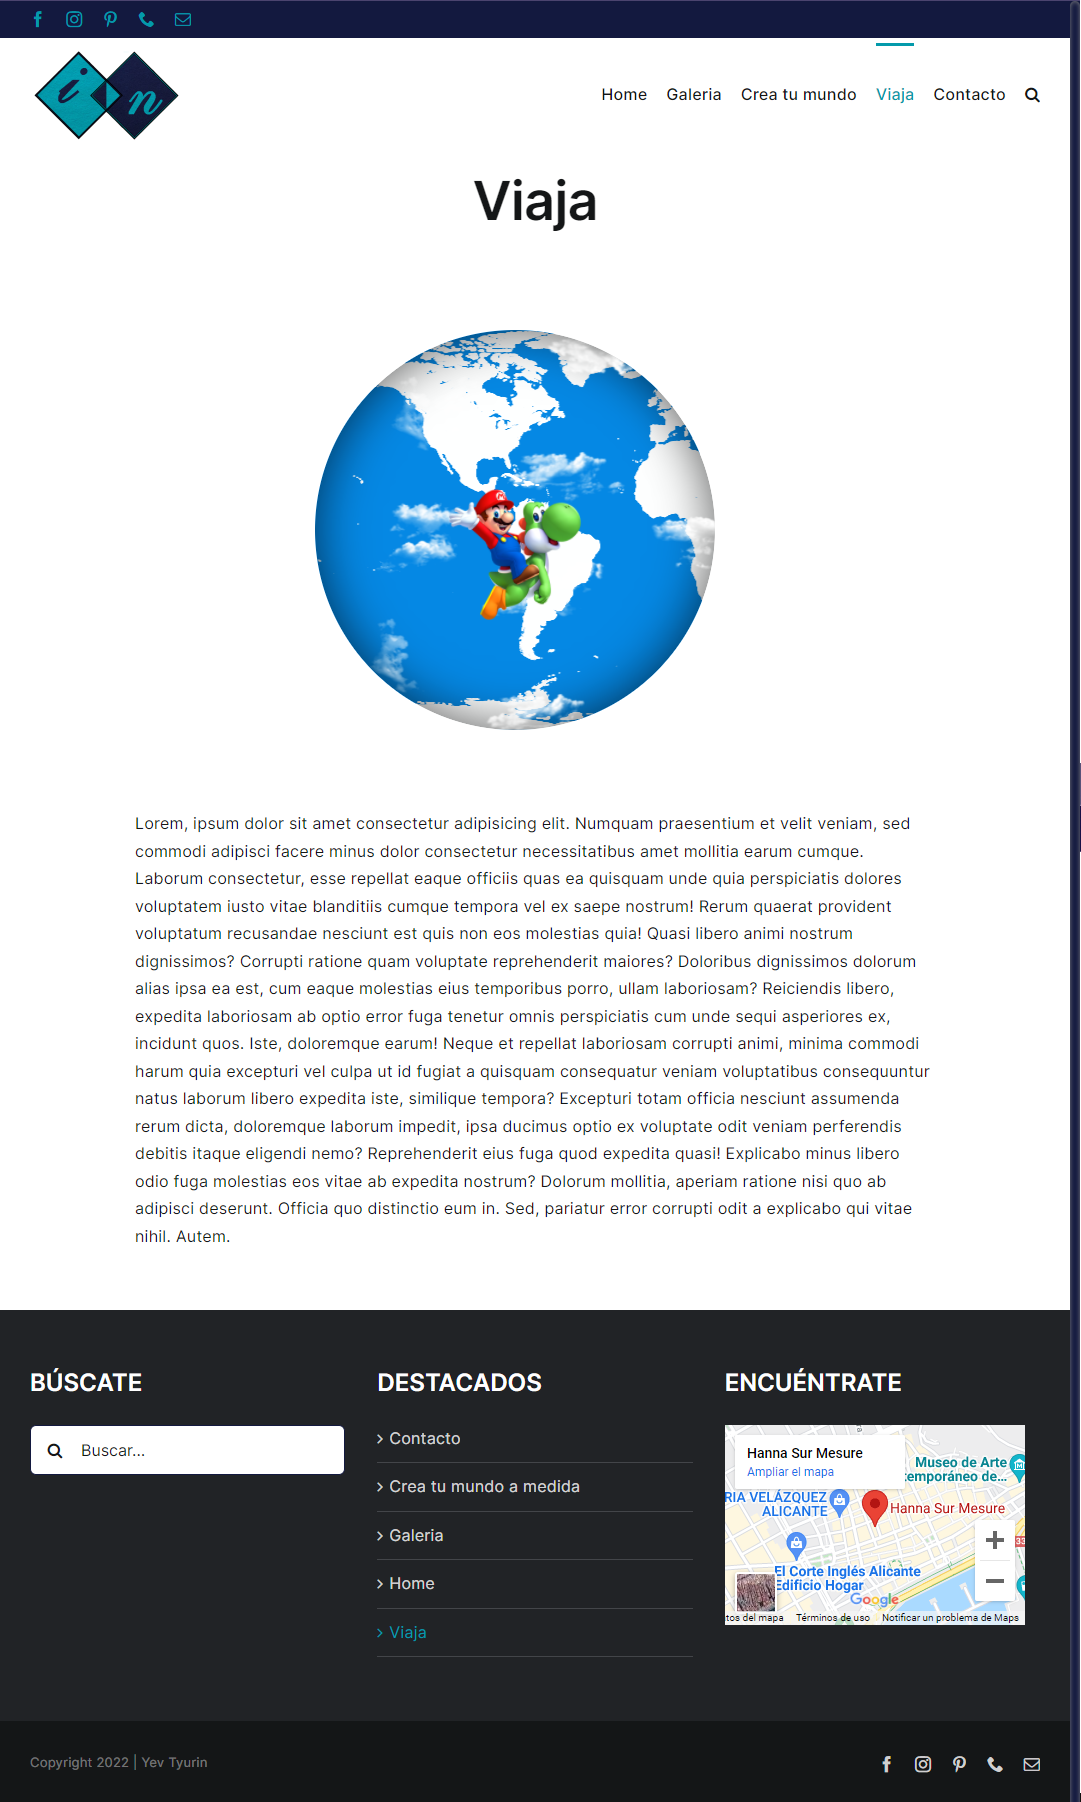 i n
Home Galeria Crea tu mundo Viaja Contacto
Viaja
M
Lorem, ipsum dolor sit amet consectetur adipisicing elit. Numquam praesentium et velit veniam, sed
commodi adipisci facere minus dolor consectetur necessitatibus amet mollitia earum cumque.
Laborum consectetur, esse repellat eaque officiis quas ea quisquam unde quia perspiciatis dolores
voluptatem iusto vitae blanditiis cumque tempora vel ex saepe nostrum! Rerum quaerat provident
voluptatum recusandae nesciunt est quis non eos molestias quia! Quasi libero animi nostrum
dignissimos? Corrupti ratione quam voluptate reprehenderit maiores? Doloribus dignissimos dolorum
alias ipsa ea est, cum eaque molestias eius temporibus porro, ullam laboriosam? Reiciendis libero,
expedita laboriosam ab optio error fuga tenetur omnis perspiciatis cum unde sequi asperiores ex,
incidunt quos. Iste, doloremque earum! Neque et repellat laboriosam corrupti animi, minima commodi
harum quia excepturi vel culpa ut id fugiat a quisquam consequatur veniam voluptatibus consequuntur
natus laborum libero expedita iste, similique tempora? Excepturi totam officia nesciunt assumenda
rerum dicta, doloremque laborum impedit, ipsa ducimus optio ex voluptate odit veniam perferendis
debitis itaque eligendi nemo? Reprehenderit eius fuga quod expedita quasi! Explicabo minus libero
odio fuga molestias eos vitae ab expedita nostrum? Dolorum mollitia, aperiam ratione nisi quo ab
adipisci deserunt. Officia quo distinctio eum in. Sed, pariatur error corrupti odit a explicabo qui vitae
nihil. Autem.
BÚSCATE
Buscar...
DESTACADOS
Contacto
Crea tu mundo a medida
Galeria
Home
Viaja
ENCUÉNTRATE
Hanna Sur Mesure
Ampliar el mapa
Museo de Arte
temporáneo de...
RIA VELÁZQUEZ
ALICANTE
Hanna Sur Mesure
33
El Corte Inglés Alicante
Edificio Hogar
Google
tos del mapa Términos de uso Notificar un problema de Maps
Copyright 2022 | Yev Tyurin